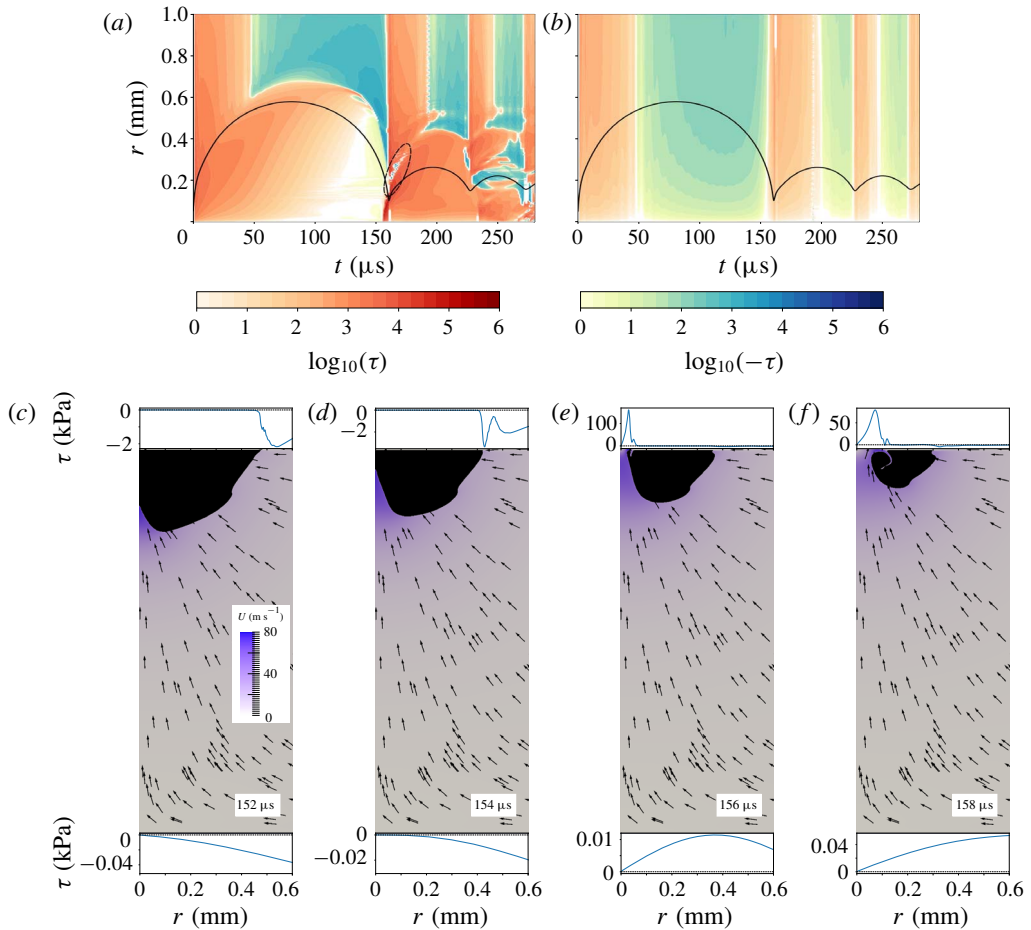 (a)
1.0
0.8
0.6
0.4
0.2
r (mm)
0 50 100 150 200 250
t (μs)
(b)
0 50 100 150 200 250
t (μs)
0 1 2 3 4 5 6
log10(τ)
0 1 2 3 4 5 6
log10(−τ)
(c)
τ (kPa)
0
−2
(d)
0
−2
(e)
100
0
(f)
50
0
U (m s−1)
80
40
0
152 μs
154 μs
156 μs
158 μs
τ (kPa)
0
−0.04
0
−0.02
0.01
0
0.04
0
0 0.2 0.4 0.6
r (mm)
0 0.2 0.4 0.6
r (mm)
0 0.2 0.4 0.6
r (mm)
0 0.2 0.4 0.6
r (mm)